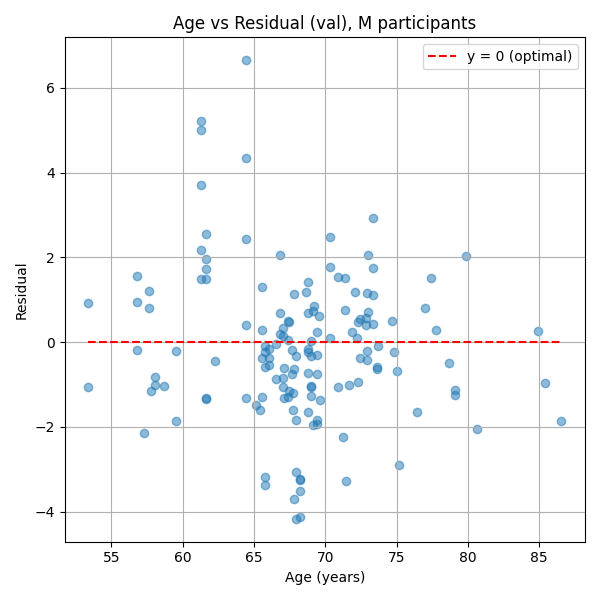 Age vs Residual (val), M participants
y = 0 (optimal)
6
4
2
0
−2
−4
Residual
55 60 65 70 75 80 85
Age (years)